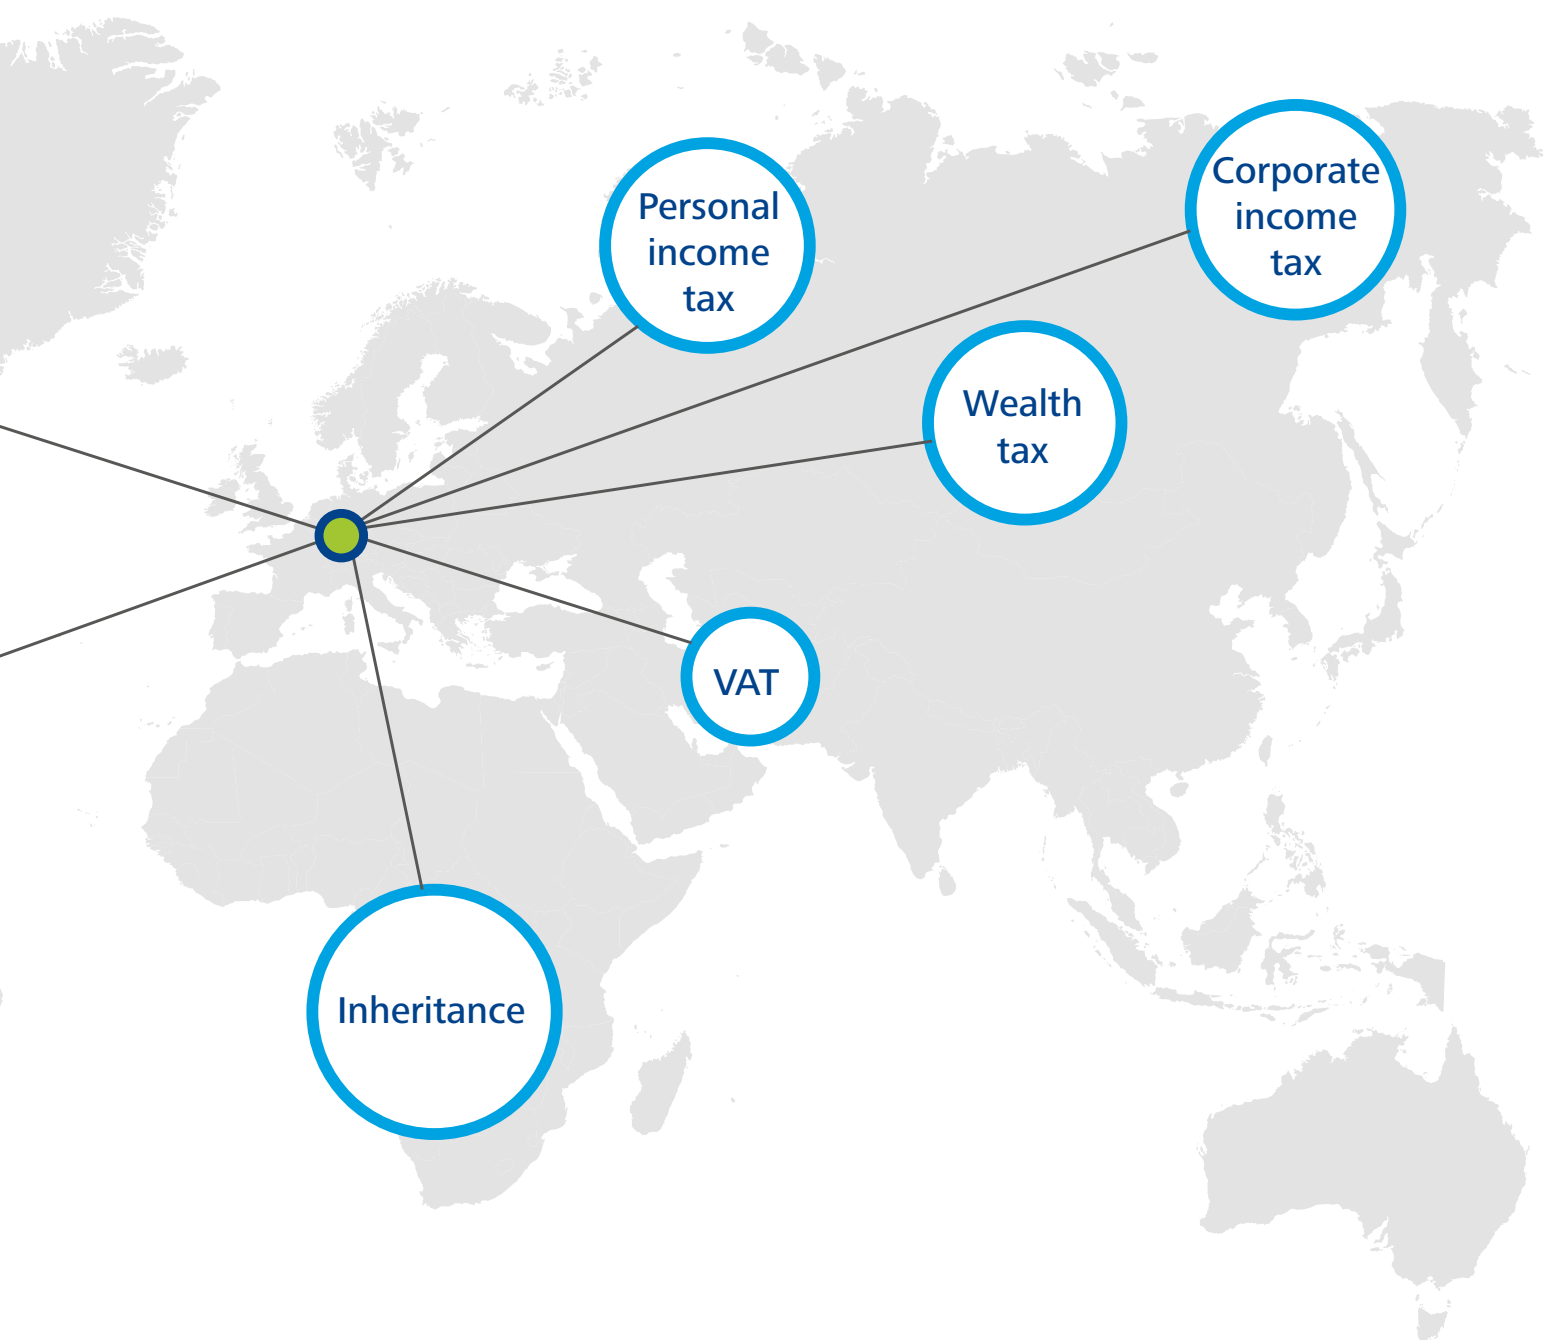 Personal
income
tax
Corporate
income
tax
Wealth
tax
VAT
Inheritance